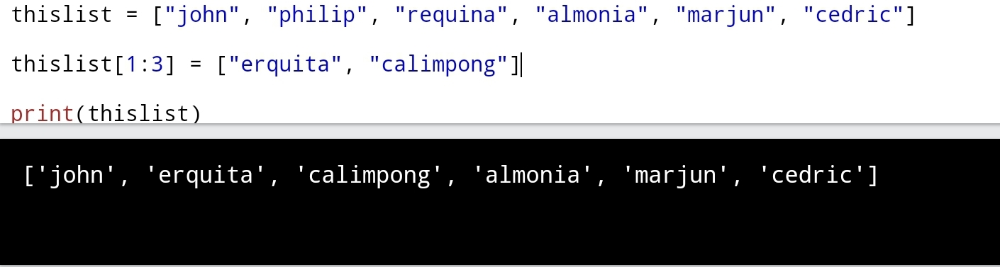 thislist = ["john", "philip", "requina", "almonia", "marjun", "cedric"]
thislist[1:3] = ["erquita", "calimpong"]
print(thislist)
['john', 'erquita', 'calimpong', 'almonia', 'marjun', 'cedric']